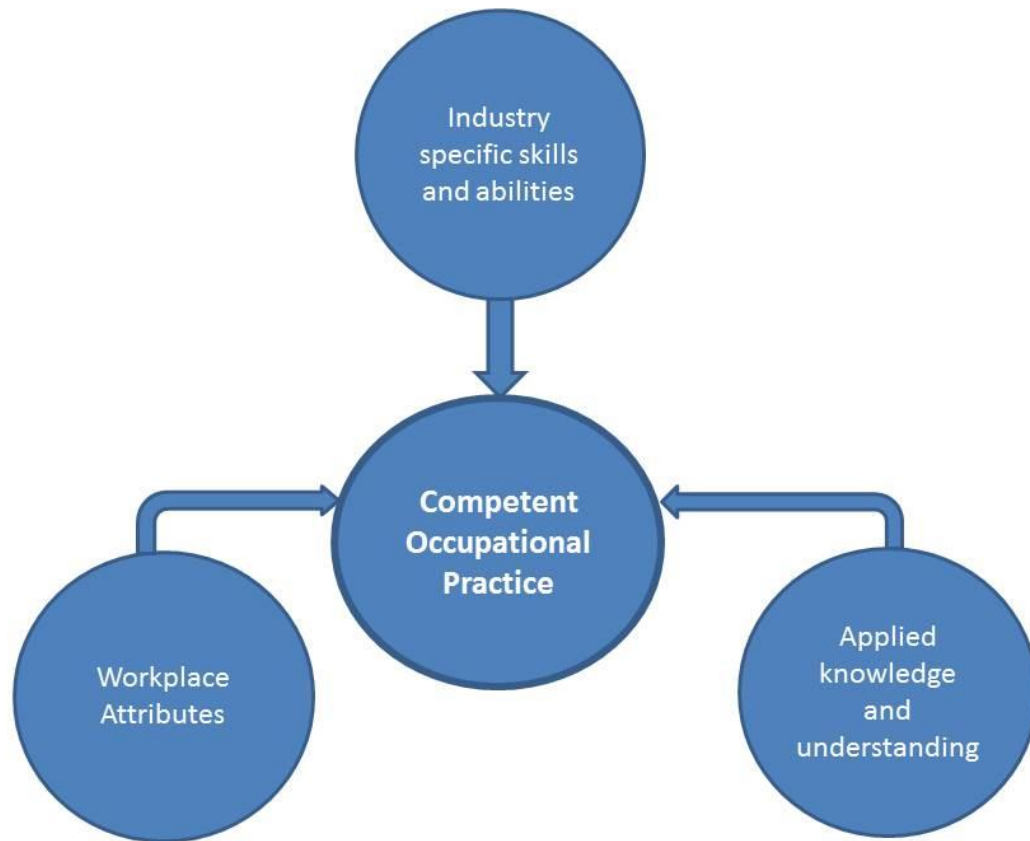 Industry
specific skills
and abilities
Competent
Occupational
Practice
Workplace
Attributes
Applied
knowledge
and
understanding